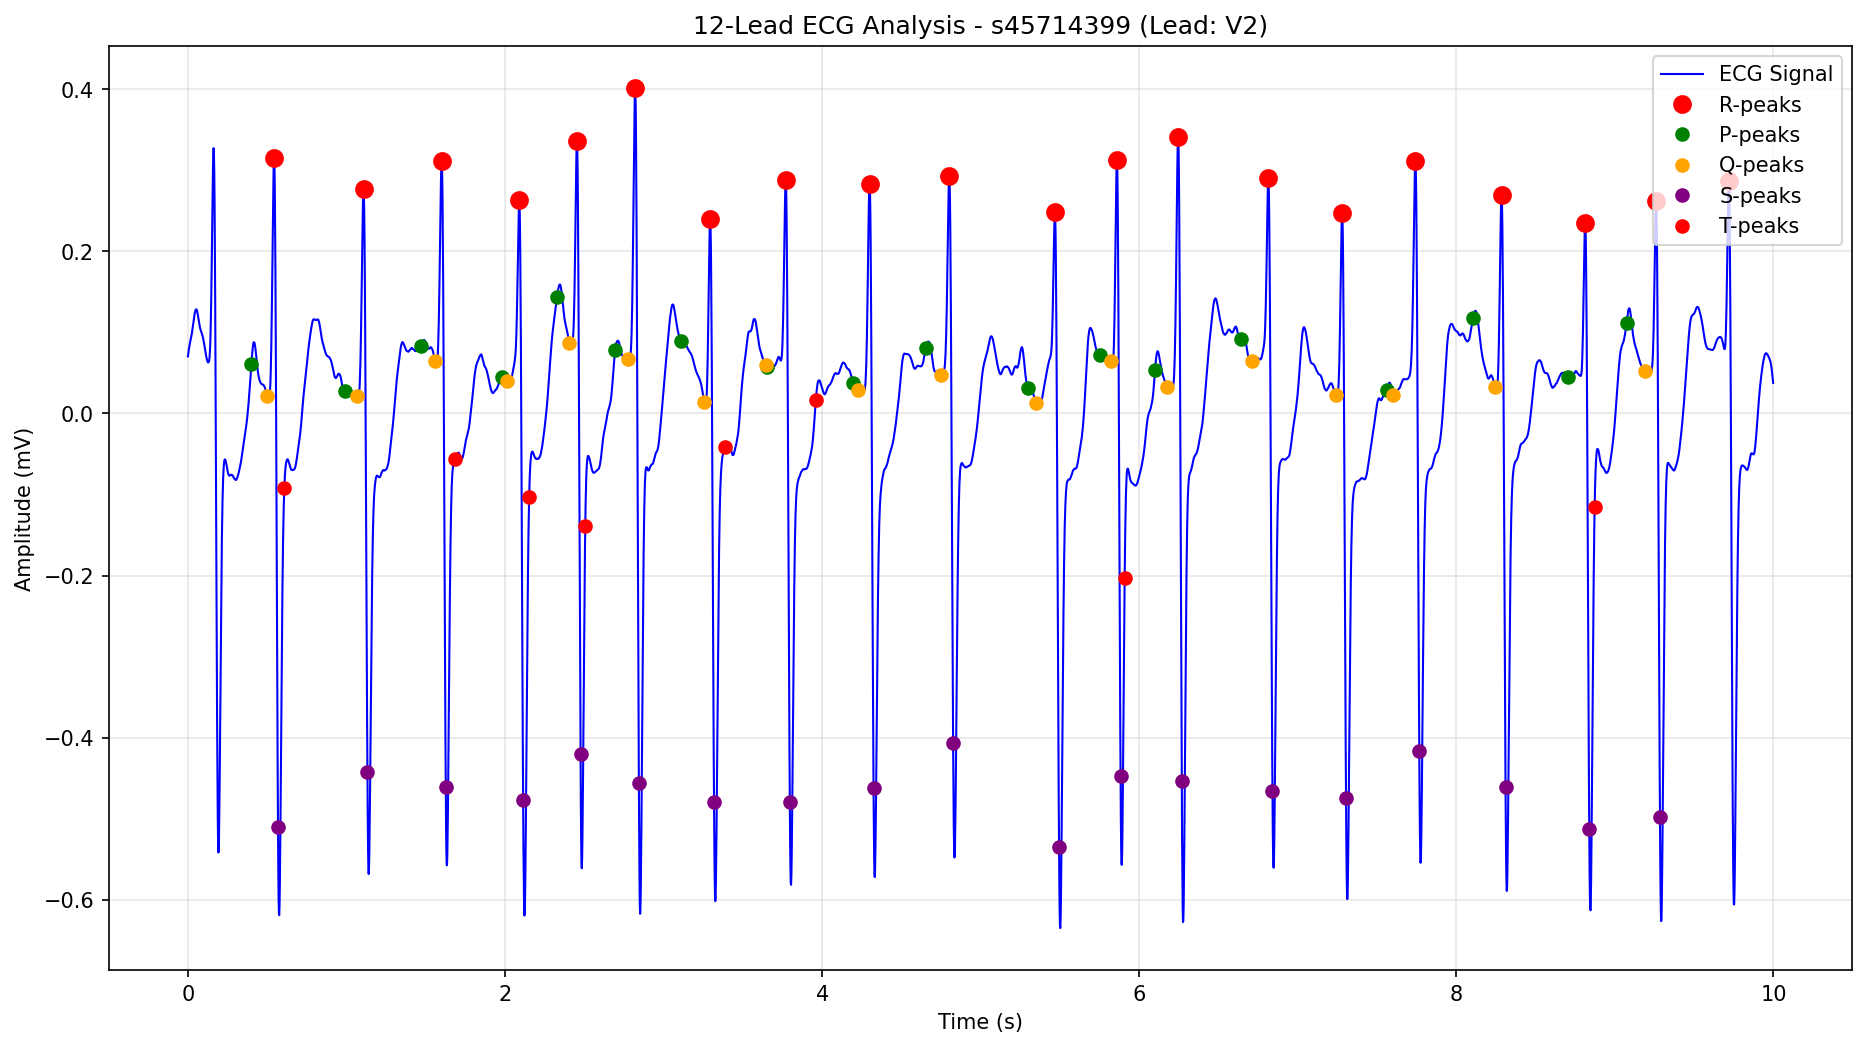 12-Lead ECG Analysis - s45714399 (Lead: V2)
ECG Signal
R-peaks
P-peaks
Q-peaks
S-peaks
T-peaks
Amplitude (mV)
0.4
0.2
0.0
−0.2
−0.4
−0.6
0 2 4 6 8 10
Time (s)